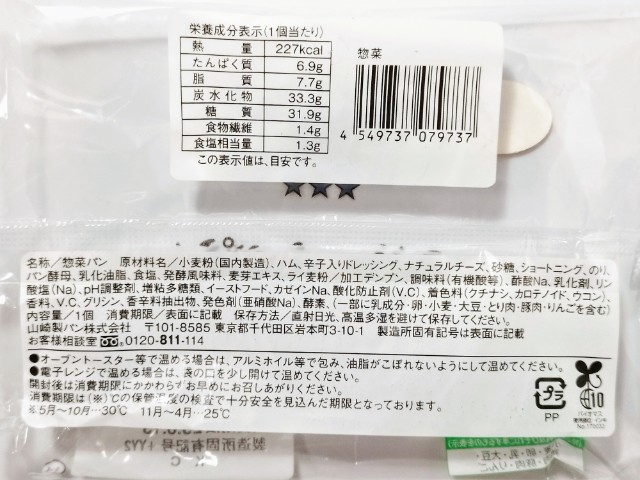 栄養成分表示(1個当たり)
熱量 227kcal
たんぱく質 6.9g
脂質 7.7g
炭水化物 33.3g
糖質 31.9g
食物繊維 1.4g
食塩相当量 1.3g
この表示値は、目安です。
惣菜
4 549737 079737
名称/惣菜パン 原材料名/小麦粉(国内製造)、ハム、辛子入りドレッシング、ナチュラルチーズ、砂糖、ショートニング、のり、
パン酵母、乳化油脂、食塩、発酵風味料、麦芽エキス、ライ麦粉/加工デンプン、調味料(有機酸等)、酢酸Na、乳化剤、リン
酸塩(Na)、pH調整剤、増粘多糖類、イーストフード、カゼインNa、酸化防止剤(V.C)、着色料(クチナシ、カロテノイド、ウコン)、
香料、V.C、グリシン、香辛料抽出物、発色剤(亜硝酸Na)、酵素、(一部に乳成分・卵・小麦・大豆・とり肉・豚肉・りんごを含む)
内容量/1個 消費期限/表面に記載 保存方法/直射日光、高温多湿を避けて保存してください。
山崎製パン株式会社 〒101-8585 東京都千代田区岩本町3-10-1 製造所固有記号は表面に記載
お客様相談室 0120-811-114
●オーブントースター等で温める場合は、アルミホイル等で包み、油脂がこぼれないようにして温めてください。
●電子レンジで温める場合は、袋の口を少し開けて温めてください。
開封後は消費期限にかかわらずお早めにお召しあがりください。
消費期限は(※)℃の保管温度の検査で十分安全を見込んだ期限となっております。
※5月〜10月…30℃ 11月〜4月…25℃
プラ
PP
10
バイオマス